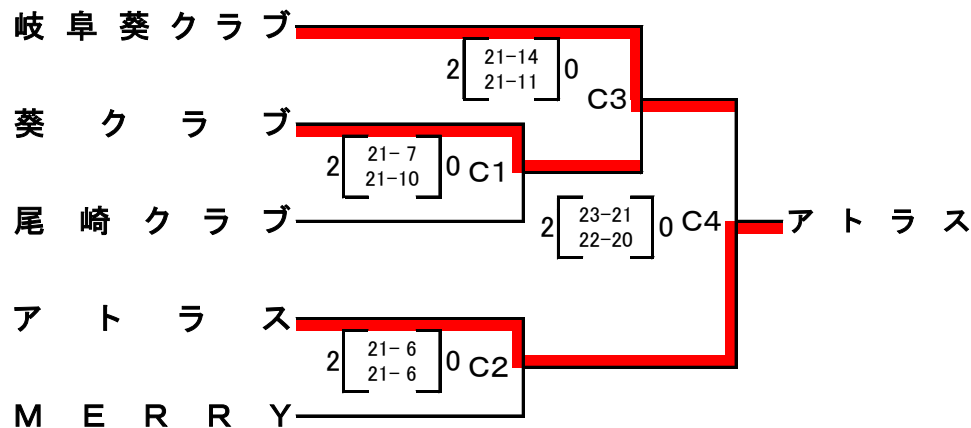 岐阜葵クラブ
2 21-14 0
21-11
C3
葵クラブ
2 21- 7 0 C1
21-10
尾崎クラブ
2 23-21 0 C4
22-20
アトラス
アトラス
2 21- 6 0 C2
21- 6
MERRY